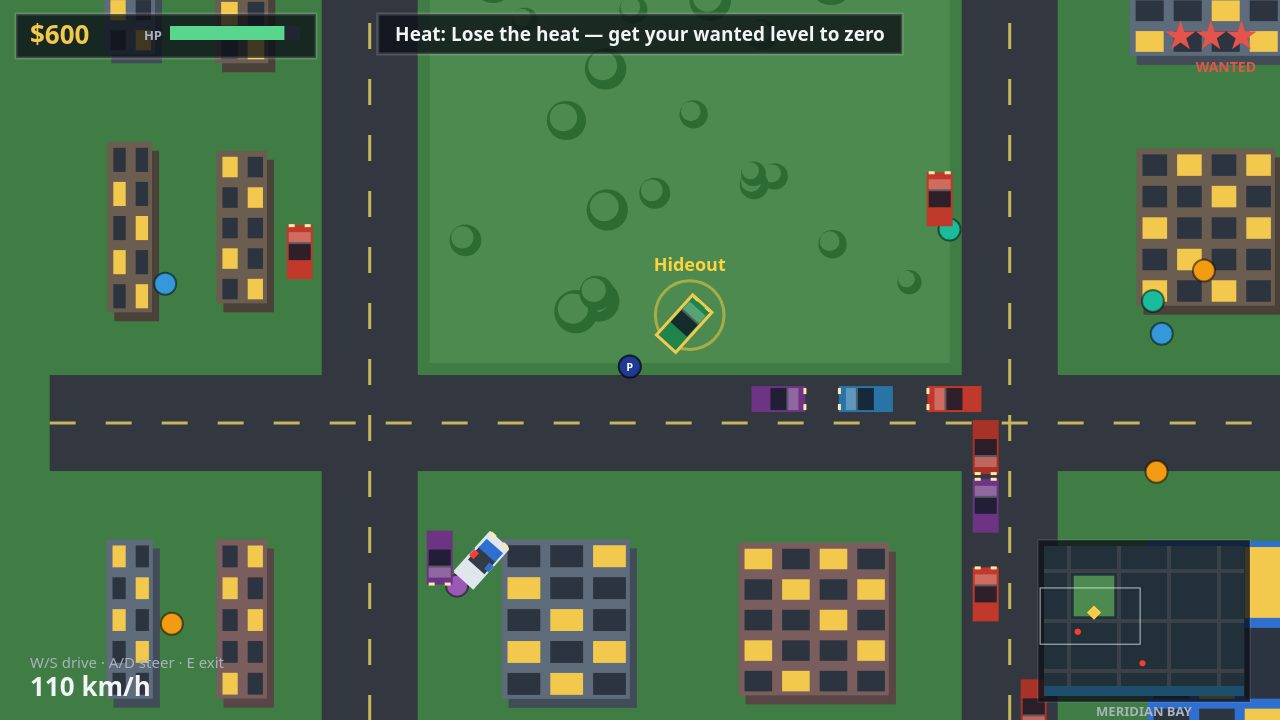 $600
HP
Heat: Lose the heat — get your wanted level to zero
WANTED
Hideout
P
W/S drive · A/D steer · E exit
110 km/h
MERIDIAN BAY